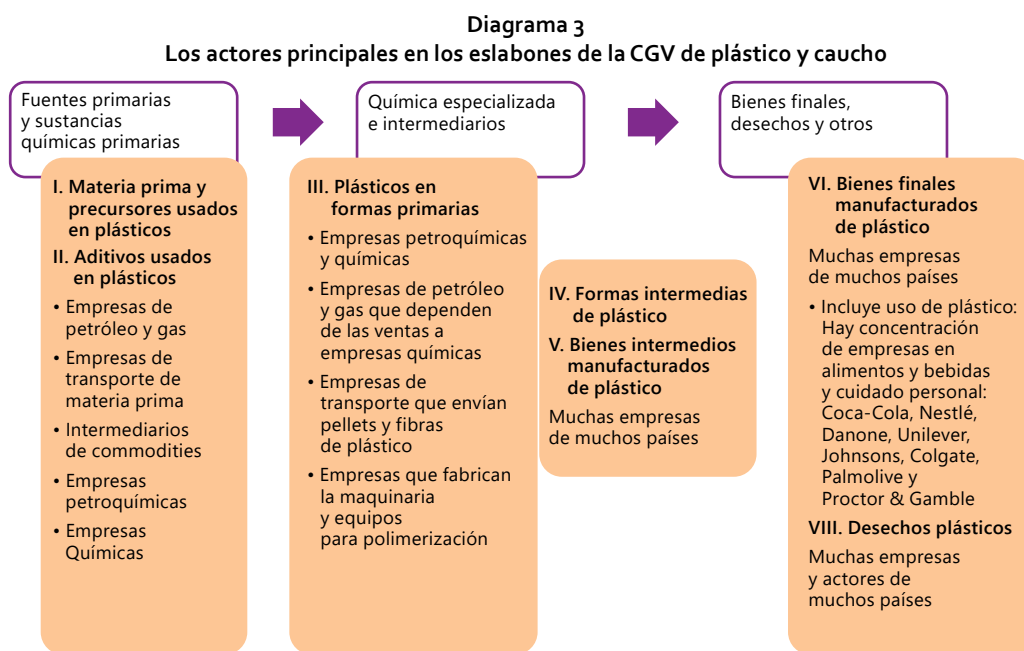 Diagrama 3
Los actores principales en los eslabones de la CGV de plástico y caucho
Fuentes primarias
y sustancias
químicas primarias
Química especializada
e intermediarios
Bienes finales,
desechos y otros
I. Materia prima y
precursores usados
en plásticos
II. Aditivos usados
en plásticos
• Empresas de
petróleo y gas
• Empresas de
transporte de
materia prima
• Intermediarios
de commodities
• Empresas
petroquímicas
• Empresas
Químicas
III. Plásticos en
formas primarias
• Empresas petroquímicas
y químicas
• Empresas de petróleo
y gas que dependen
de las ventas a
empresas químicas
• Empresas de
transporte que envían
pellets y fibras
de plástico
• Empresas que fabrican
la maquinaria
y equipos
para polimerización
IV. Formas intermedias
de plástico
V. Bienes intermedios
manufacturados
de plástico
Muchas empresas
de muchos países
VI. Bienes finales
manufacturados
de plástico
Muchas empresas
de muchos países
• Incluye uso de plástico:
Hay concentración
de empresas en
alimentos y bebidas
y cuidado personal:
Coca-Cola, Nestlé,
Danone, Unilever,
Johnsons, Colgate,
Palmolive y
Proctor & Gamble
VIII. Desechos plásticos
Muchas empresas
y actores de
muchos países